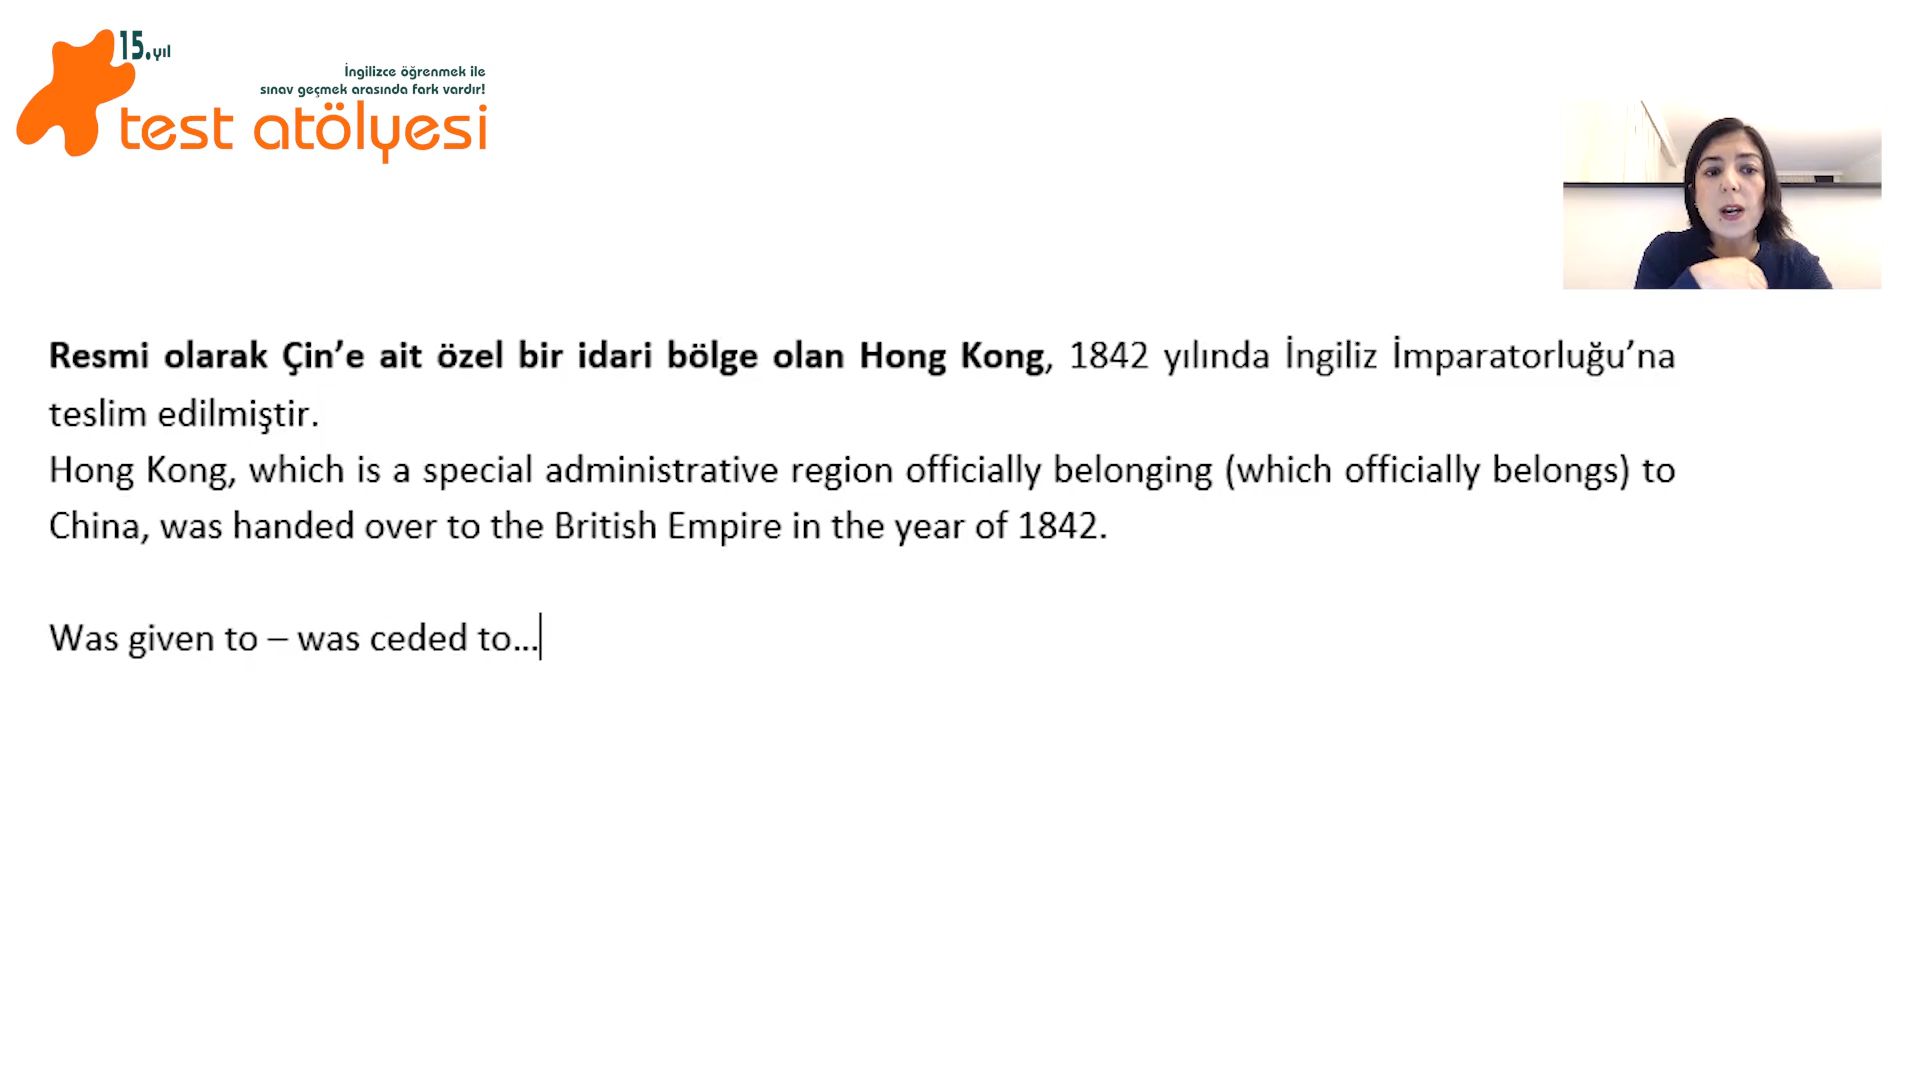 15.yıl
İngilizce öğrenmek ile
sınav geçmek arasında fark vardır!
test atölyesi
Resmi olarak Çin’e ait özel bir idari bölge olan Hong Kong, 1842 yılında İngiliz İmparatorluğu’na
teslim edilmiştir.
Hong Kong, which is a special administrative region officially belonging (which officially belongs) to
China, was handed over to the British Empire in the year of 1842.
Was given to – was ceded to...